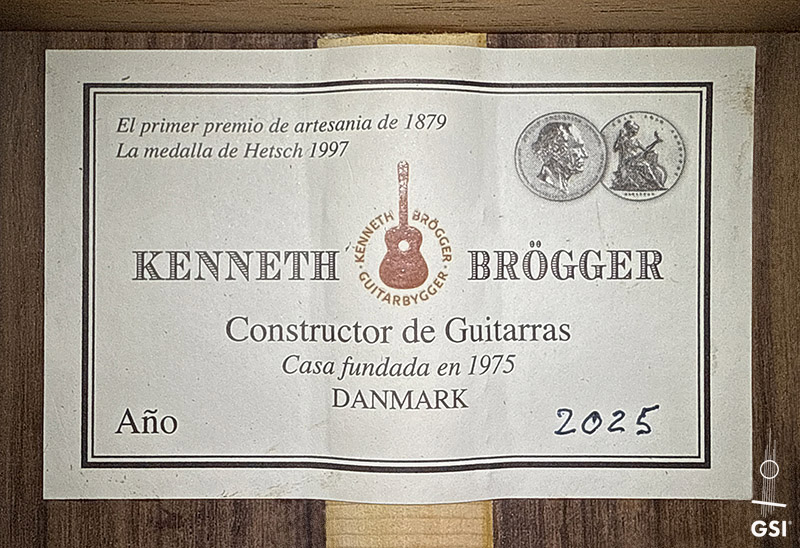 El primer premio de artesania de 1879
La medalla de Hetsch 1997
KENNETH BRÖGGER
GUITARBYGGER
KENNETH BRÖGGER
Constructor de Guitarras
Casa fundada en 1975
DANMARK
Año 2025
GSI